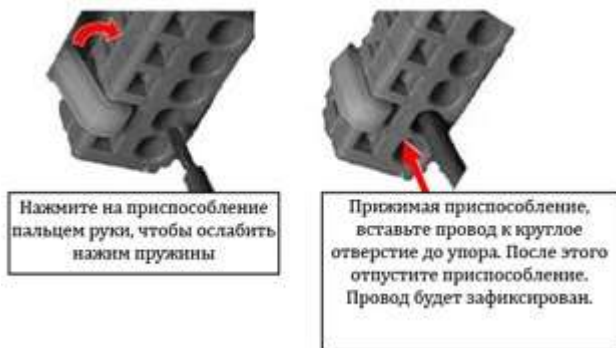 Нажмите на приспособление
пальцем руки, чтобы ослабить
нажим пружины
Прижимая приспособление,
вставьте провод к круглое
отверстие до упора. После этого
отпустите приспособление.
Провод будет зафиксирован.